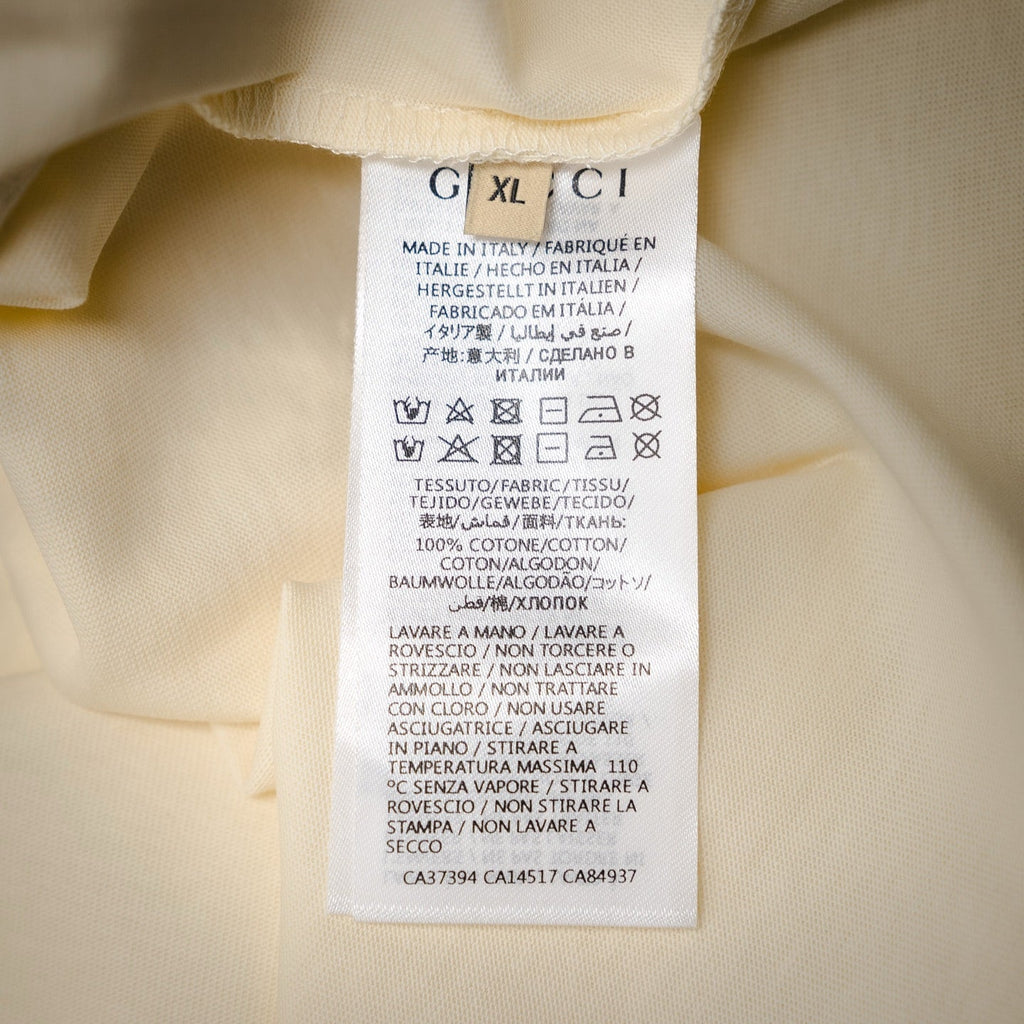 GUCCI
XL
MADE IN ITALY / FABRIQUÉ EN
ITALIE / HECHO EN ITALIA /
HERGESTELLT IN ITALIEN /
FABRICADO EM ITÁLIA /
イタリア製 / صنع في إيطاليا /
产地:意大利 / СДЕЛАНО В
ИТАЛИИ
TESSUTO/FABRIC/TISSU/
TEJIDO/GEWEBE/TECIDO/
表地/قماش/面料/ТКАНЬ:
100% COTONE/COTTON/
COTON/ALGODON/
BAUMWOLLE/ALGODÃO/コットン/
قطن/棉/ХЛОПОК
LAVARE A MANO / LAVARE A
ROVESCIO / NON TORCERE O
STRIZZARE / NON LASCIARE IN
AMMOLLO / NON TRATTARE
CON CLORO / NON USARE
ASCIUGATRICE / ASCIUGARE
IN PIANO / STIRARE A
TEMPERATURA MASSIMA 110
ºC SENZA VAPORE / STIRARE A
ROVESCIO / NON STIRARE LA
STAMPA / NON LAVARE A
SECCO
CA37394 CA14517 CA84937